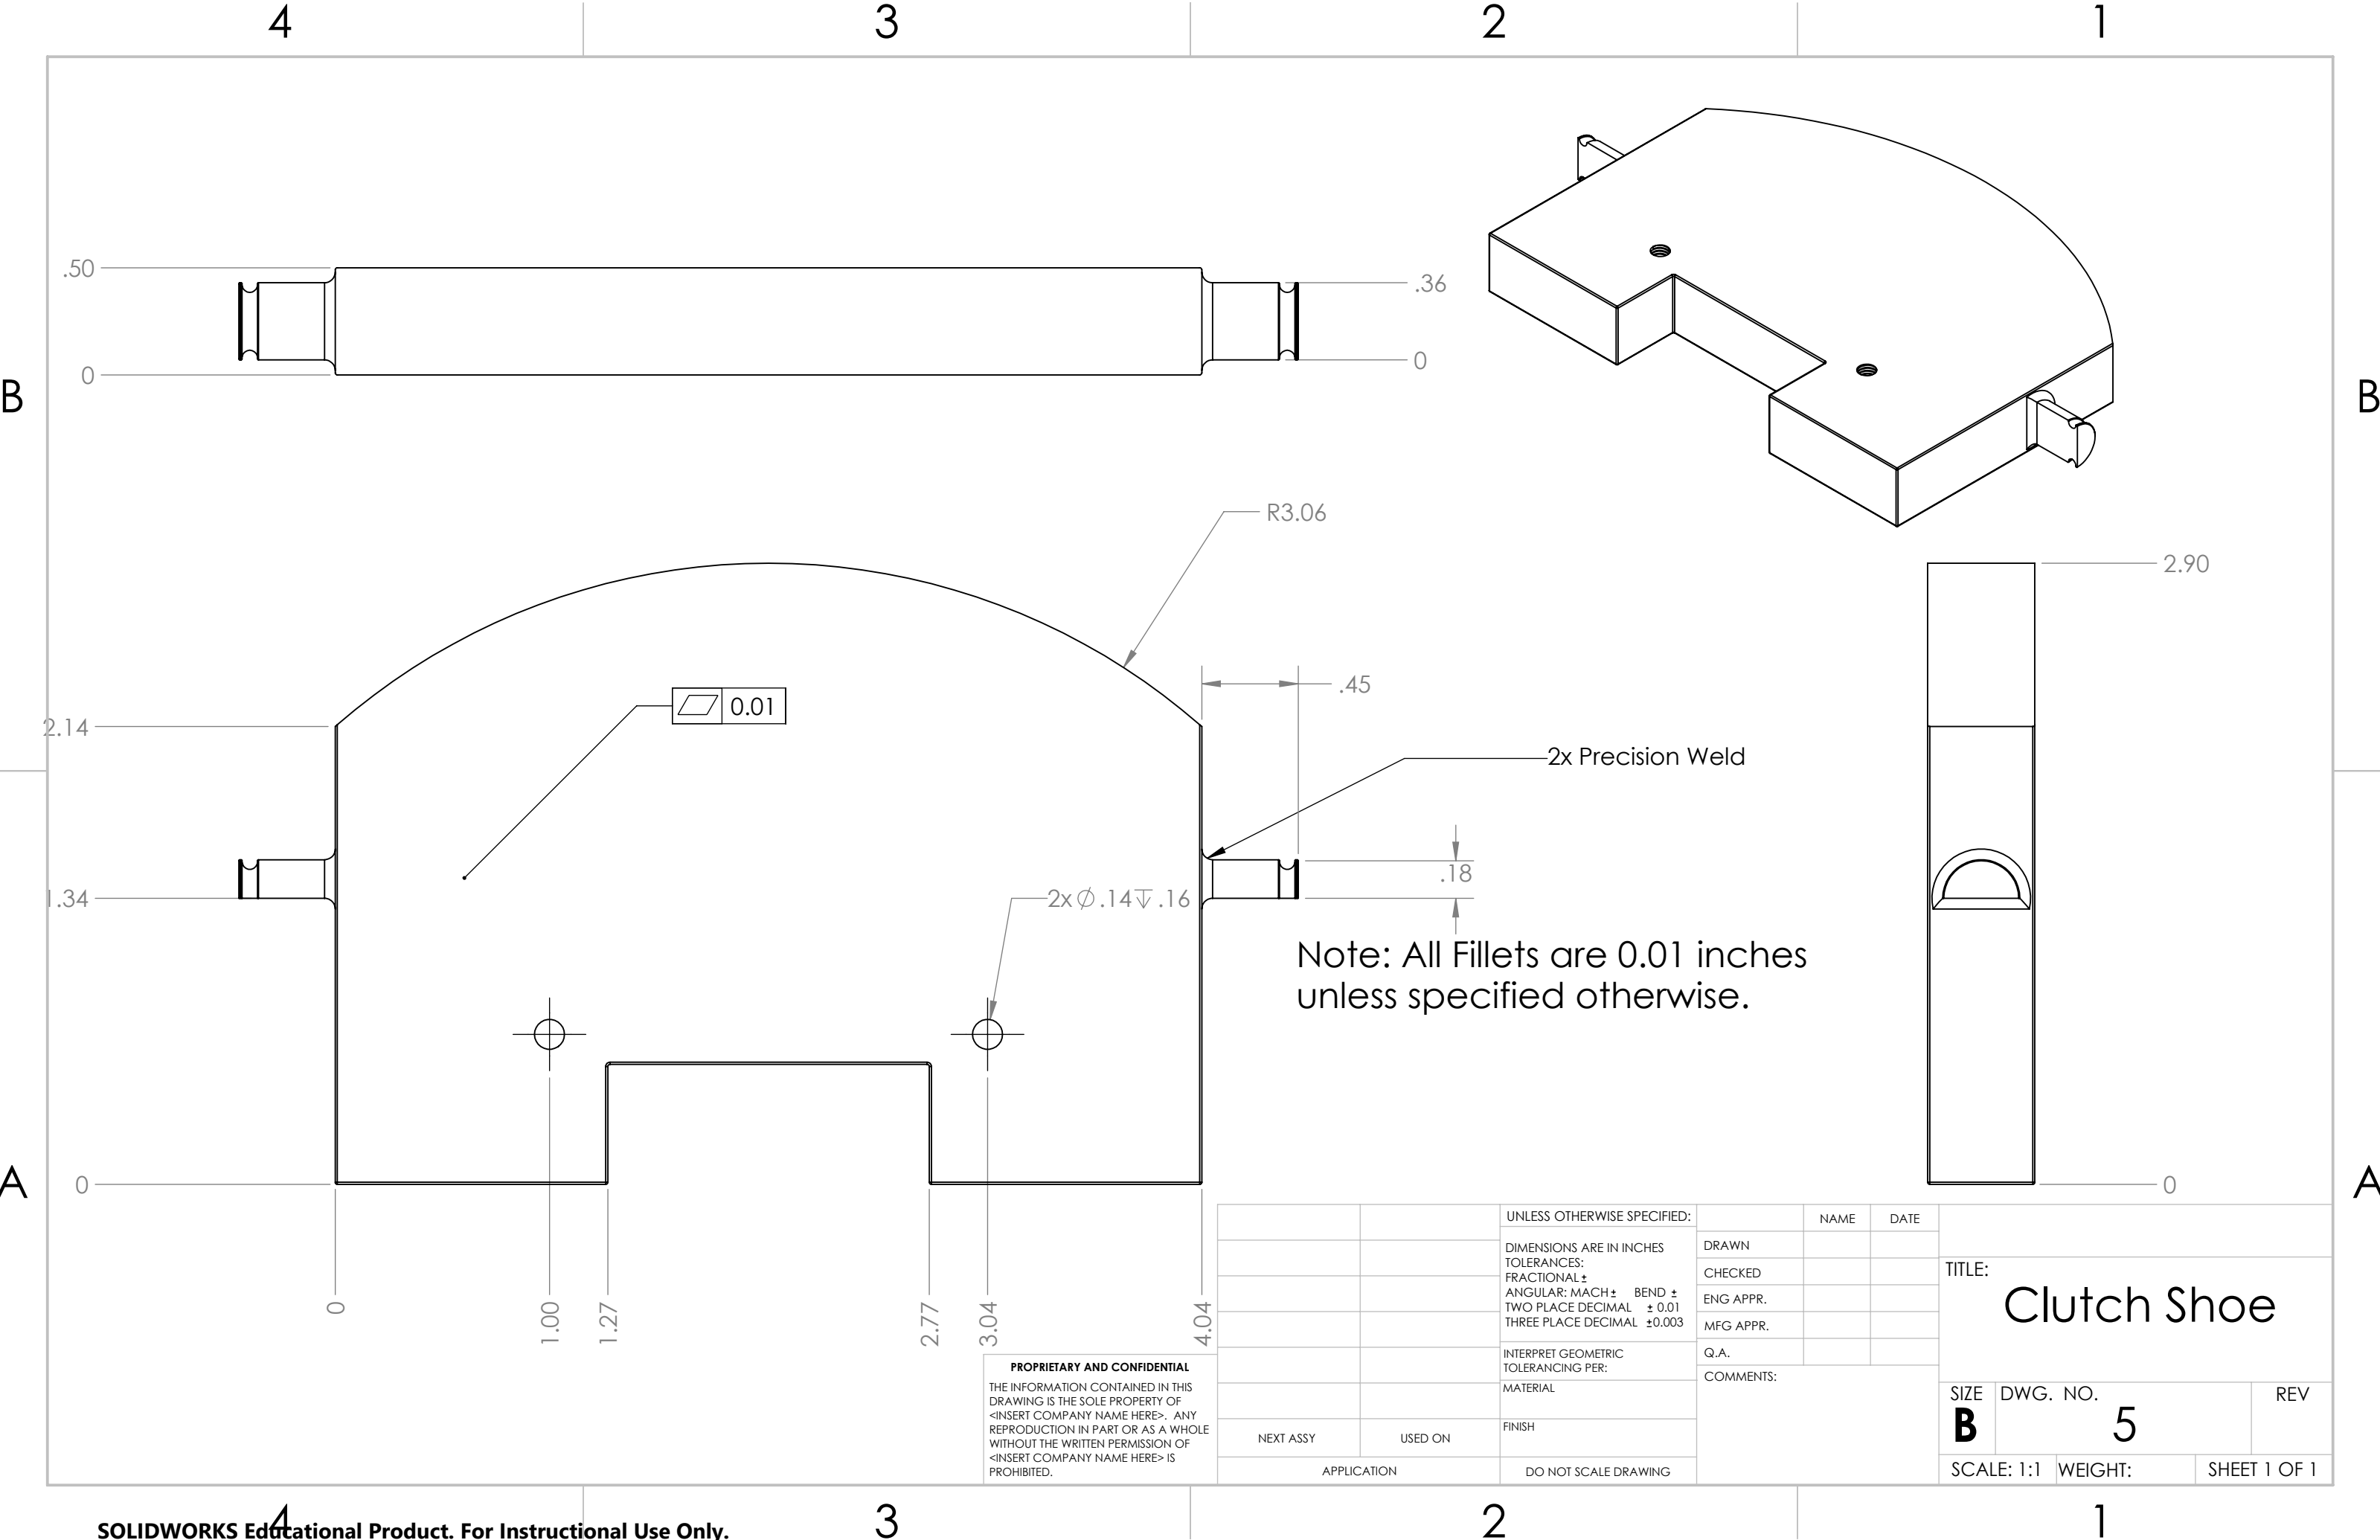 4 3 2 1
.50
.36
0
0
B B
R3.06
2.90
0.01
.45
2.14
2x Precision Weld
.18
1.34
2x ⌀ .14 ↧ .16
Note: All Fillets are 0.01 inches
unless specified otherwise.
A A
0
0
0
1.00
1.27
2.77
3.04
4.04
PROPRIETARY AND CONFIDENTIAL
THE INFORMATION CONTAINED IN THIS
DRAWING IS THE SOLE PROPERTY OF
<INSERT COMPANY NAME HERE>. ANY
REPRODUCTION IN PART OR AS A WHOLE
WITHOUT THE WRITTEN PERMISSION OF
<INSERT COMPANY NAME HERE> IS
PROHIBITED.
NEXT ASSY USED ON
APPLICATION
UNLESS OTHERWISE SPECIFIED:
DIMENSIONS ARE IN INCHES
TOLERANCES:
FRACTIONAL ±
ANGULAR: MACH ± BEND ±
TWO PLACE DECIMAL ± 0.01
THREE PLACE DECIMAL ±0.003
INTERPRET GEOMETRIC
TOLERANCING PER:
MATERIAL
FINISH
DO NOT SCALE DRAWING
NAME DATE
DRAWN
CHECKED
ENG APPR.
MFG APPR.
Q.A.
COMMENTS:
TITLE:
Clutch Shoe
SIZE DWG. NO. REV
B 5
SCALE: 1:1 WEIGHT: SHEET 1 OF 1
4 3 2 1
SOLIDWORKS Educational Product. For Instructional Use Only.